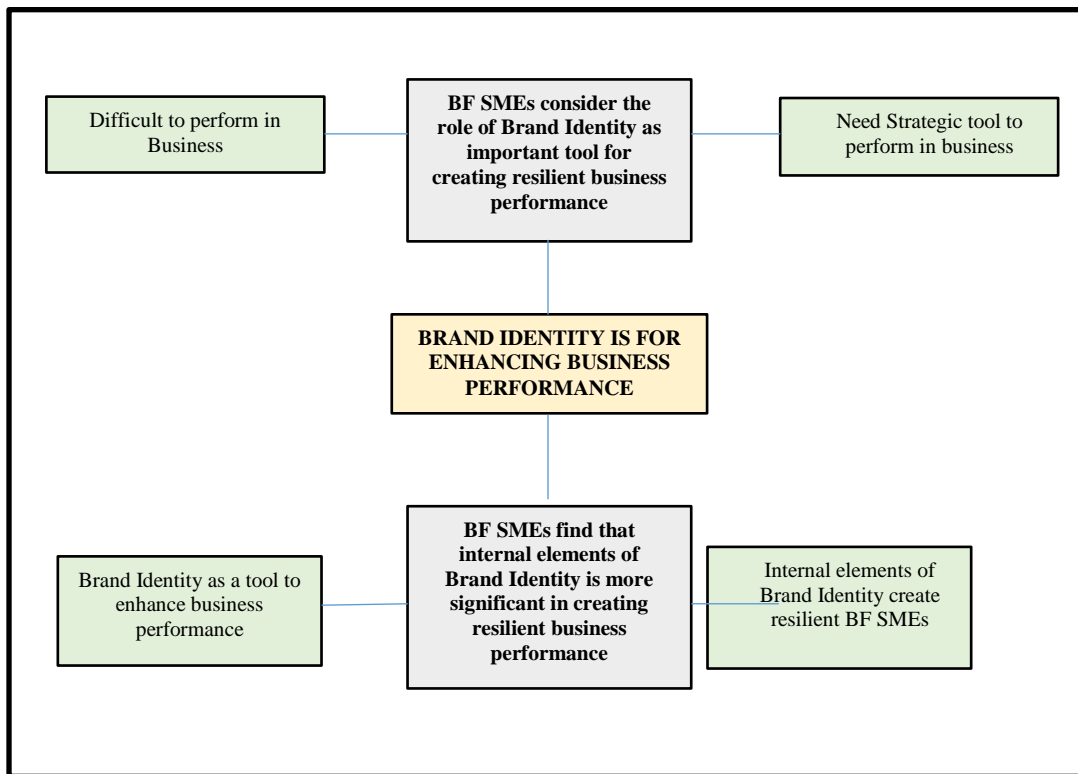 Difficult to perform in
Business
BF SMEs consider the
role of Brand Identity as
important tool for
creating resilient business
performance
Need Strategic tool to
perform in business
BRAND IDENTITY IS FOR
ENHANCING BUSINESS
PERFORMANCE
Brand Identity as a tool to
enhance business
performance
BF SMEs find that
internal elements of
Brand Identity is more
significant in creating
resilient business
performance
Internal elements of
Brand Identity create
resilient BF SMEs